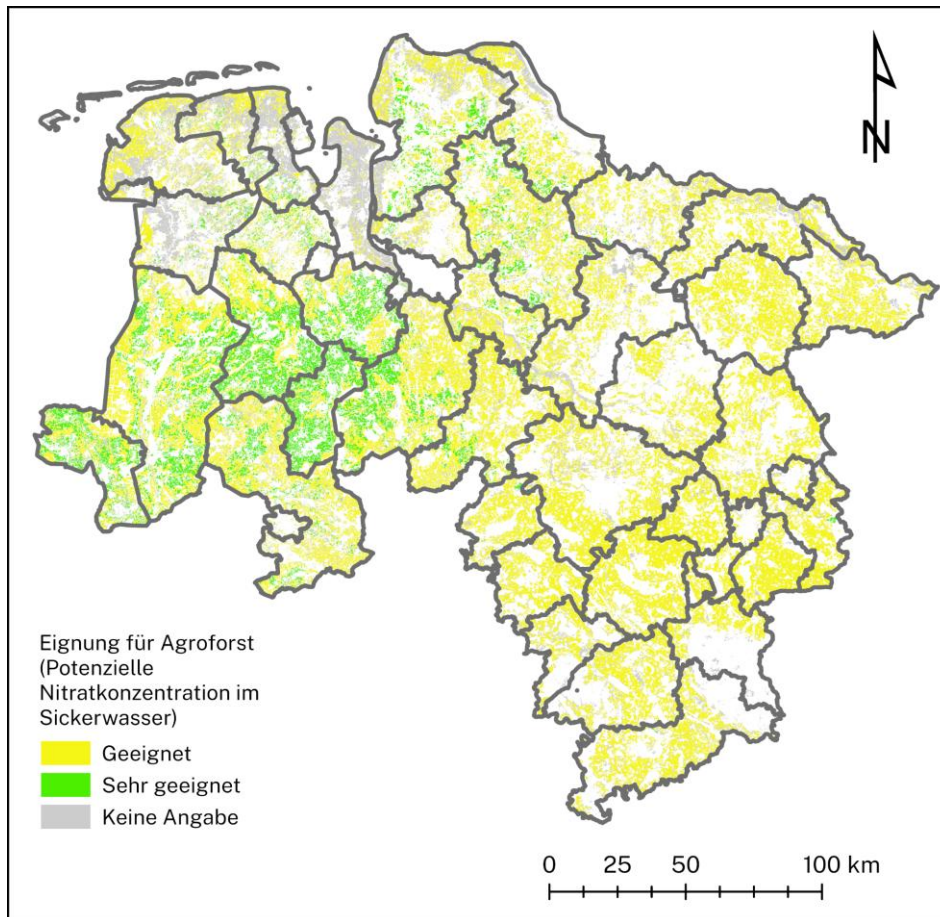 N
Eignung für Agroforst
(Potenzielle
Nitratkonzentration im
Sickerwasser)
Geeignet
Sehr geeignet
Keine Angabe
0 25 50 100 km